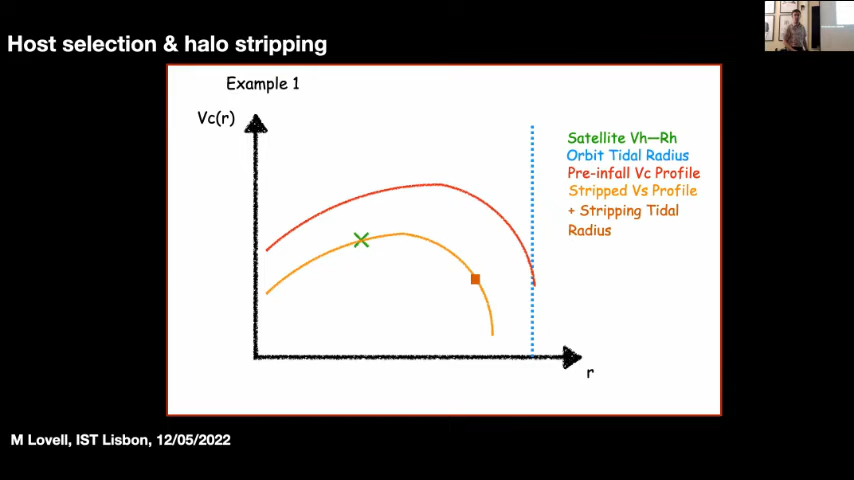 Host selection & halo stripping
Example 1
Vc(r)
Satellite Vh—Rh
Orbit Tidal Radius
Pre-infall Vc Profile
Stripped Vs Profile
+ Stripping Tidal
Radius
r
M Lovell, IST Lisbon, 12/05/2022